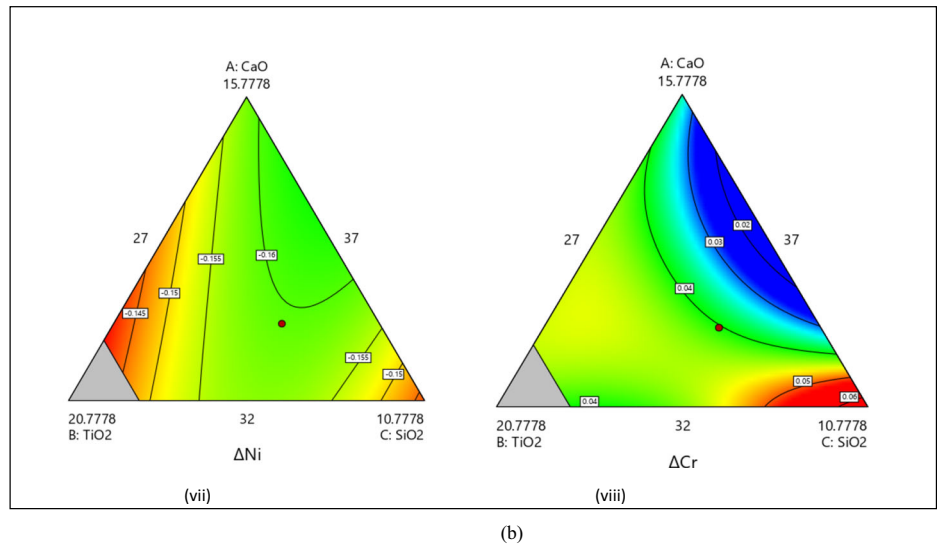 A: CaO
15.7778
27
37
-0.16
-0.155
-0.15
-0.145
-0.155
-0.15
20.7778
B: TiO2
32
10.7778
C: SiO2
ΔNi
(vii)
A: CaO
15.7778
27
37
0.02
0.03
0.04
0.05
0.06
0.04
20.7778
B: TiO2
32
10.7778
C: SiO2
ΔCr
(viii)
(b)